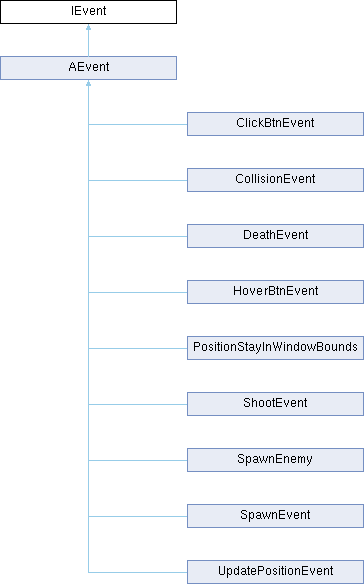 IEvent
AEvent
ClickBtnEvent
CollisionEvent
DeathEvent
HoverBtnEvent
PositionStayInWindowBounds
ShootEvent
SpawnEnemy
SpawnEvent
UpdatePositionEvent